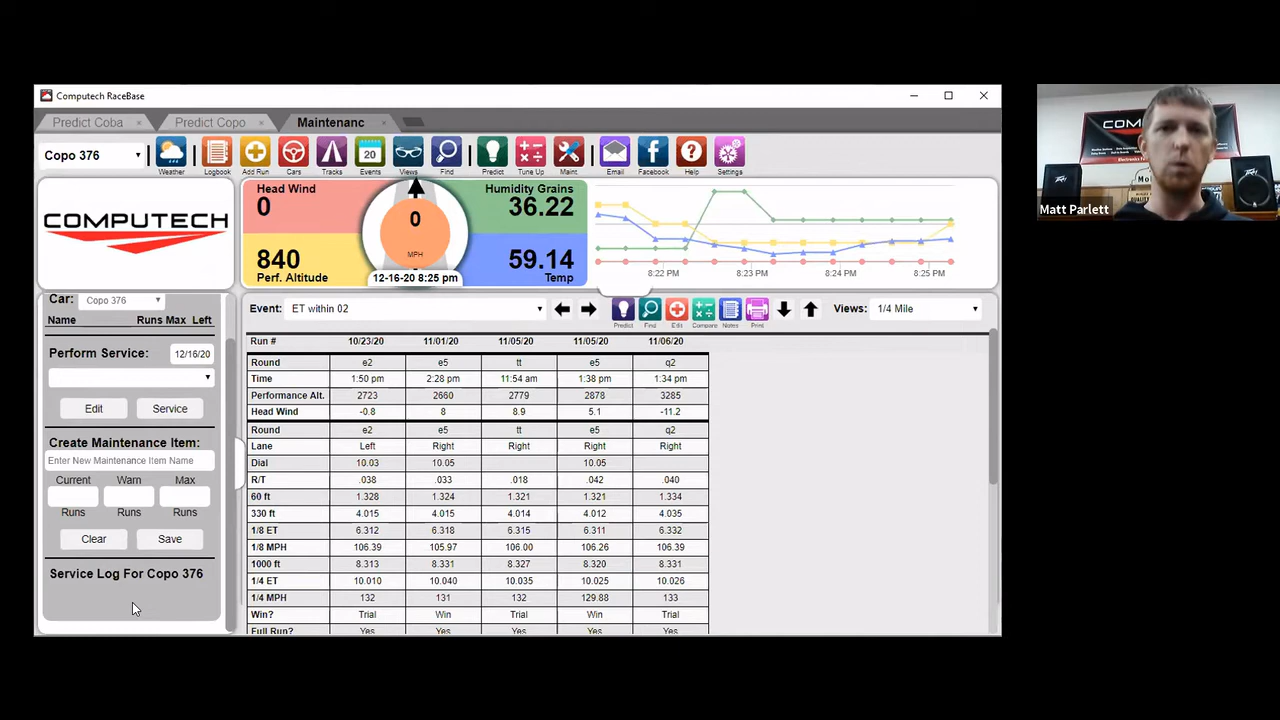 Computech RaceBase
Predict Coba × Predict Copo × Maintenanc ×
Copo 376 Weather Logbook Add Run Cars Tracks Events 20 Views Find Predict Tune Up Maint Email Facebook Help Settings
COMPUTECH
Head Wind
0
840
Perf. Altitude
0
MPH
12-16-20 8:25 pm
Humidity Grains
36.22
59.14
Temp
8:22 PM 8:23 PM 8:24 PM 8:25 PM
Car: Copo 376
Name Runs Max Left
Perform Service: 12/16/20
Edit Service
Create Maintenance Item:
Enter New Maintenance Item Name
Current Warn Max
Runs Runs Runs
Clear Save
Service Log For Copo 376
Event: ET within 02 Predict Find Edit Compare Notes Print Views: 1/4 Mile
Run # 10/23/20 11/01/20 11/05/20 11/05/20 11/06/20
Round e2 e5 tt e5 q2
Time 1:50 pm 2:28 pm 11:54 am 1:38 pm 1:34 pm
Performance Alt. 2723 2660 2779 2878 3285
Head Wind -0.8 8 8.9 5.1 -11.2
Round e2 e5 tt e5 q2
Lane Left Right Right Right Right
Dial 10.03 10.05 10.05
R/T .038 .033 .018 .042 .040
60 ft 1.328 1.324 1.321 1.321 1.334
330 ft 4.015 4.015 4.014 4.012 4.035
1/8 ET 6.312 6.318 6.315 6.311 6.332
1/8 MPH 106.39 105.97 106.00 106.26 106.39
1000 ft 8.313 8.331 8.327 8.320 8.331
1/4 ET 10.010 10.040 10.035 10.025 10.026
1/4 MPH 132 131 132 129.88 133
Win? Trial Win Trial Win Trial
Full Run? Yes Yes Yes Yes Yes
COM
PEAVEY
Matt Parlett